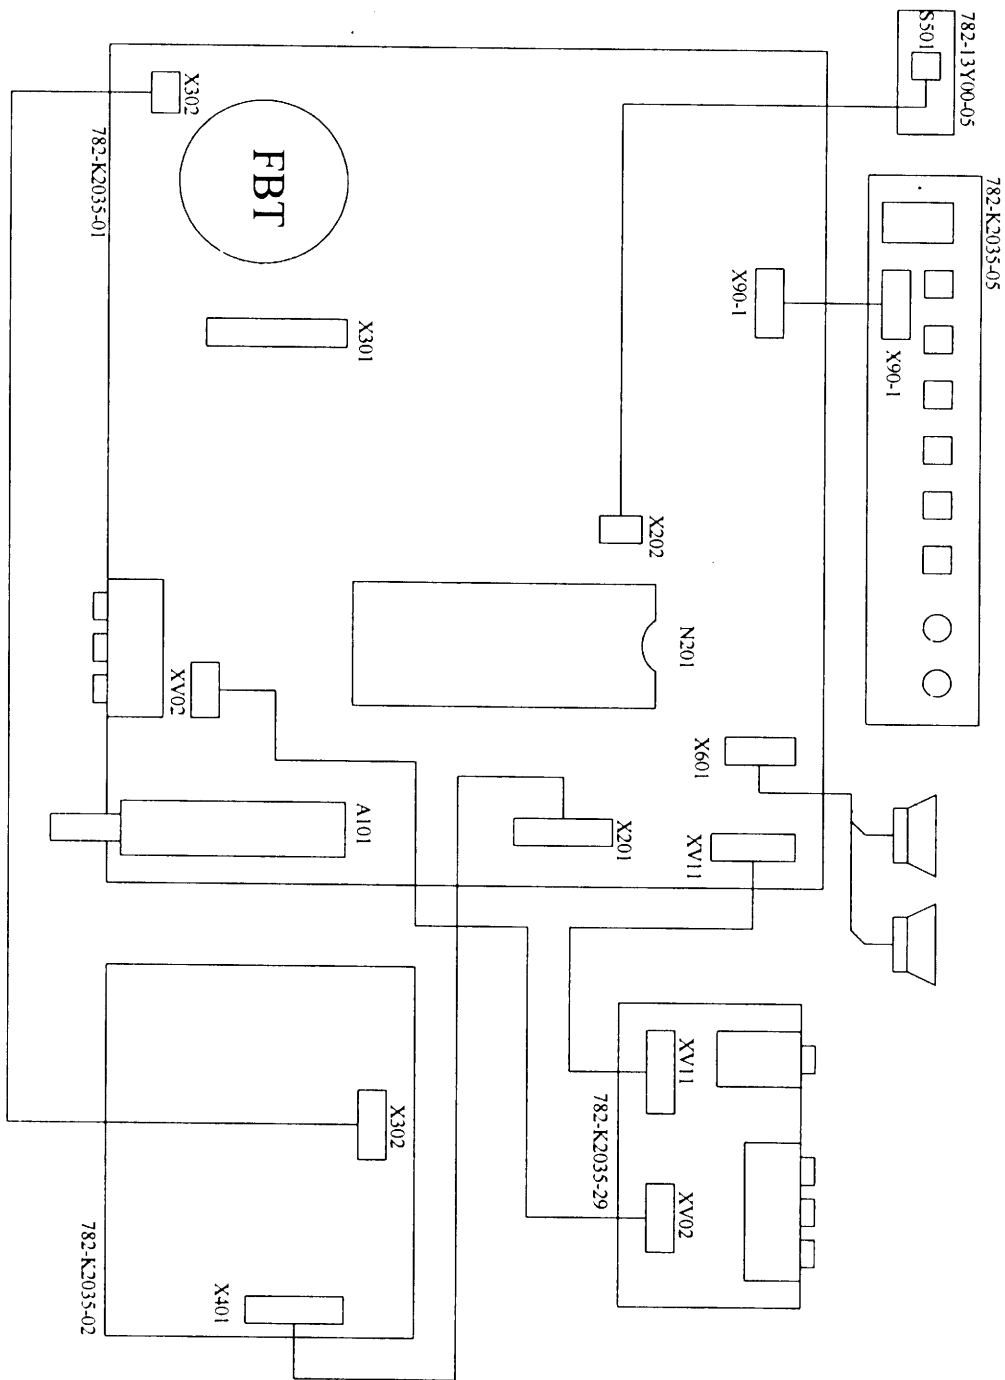 782-13Y00-05
S501
782-K2035-05
X90-1
X90-1
X302
782-K2035-01
FBT
X301
X202
N201
XV02
A101
X601
XV11
X201
XV11
XV02
782-K2035-29
X302
X401
782-K2035-02